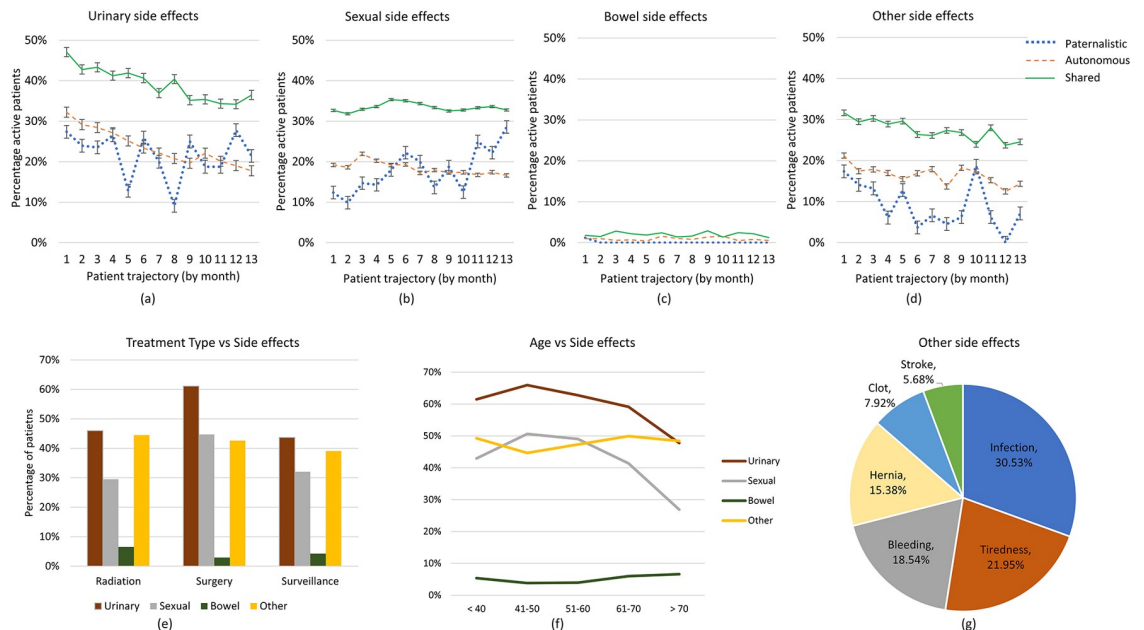 Urinary side effects
50%
40%
30%
20%
10%
0%
Percentage active patients
1 2 3 4 5 6 7 8 9 10 11 12 13
Patient trajectory (by month)
(a)
Sexual side effects
50%
40%
30%
20%
10%
0%
Percentage active patients
1 2 3 4 5 6 7 8 9 10 11 12 13
Patient trajectory (by month)
(b)
Bowel side effects
50%
40%
30%
20%
10%
0%
Percentage active patients
1 2 3 4 5 6 7 8 9 10 11 12 13
Patient trajectory (by month)
(c)
Other side effects
50%
40%
30%
20%
10%
0%
Percentage active patients
1 2 3 4 5 6 7 8 9 10 11 12 13
Patient trajectory (by month)
(d)
Paternalistic
Autonomous
Shared
Treatment Type vs Side effects
70%
60%
50%
40%
30%
20%
10%
0%
Percentage of patiets
Radiation Surgery Surveillance
Urinary Sexual Bowel Other
(e)
Age vs Side effects
70%
60%
50%
40%
30%
20%
10%
0%
< 40 41-50 51-60 61-70 > 70
Urinary
Sexual
Bowel
Other
(f)
Other side effects
Stroke,
5.68%
Clot,
7.92%
Infection,
30.53%
Hernia,
15.38%
Bleeding,
18.54%
Tiredness,
21.95%
(g)